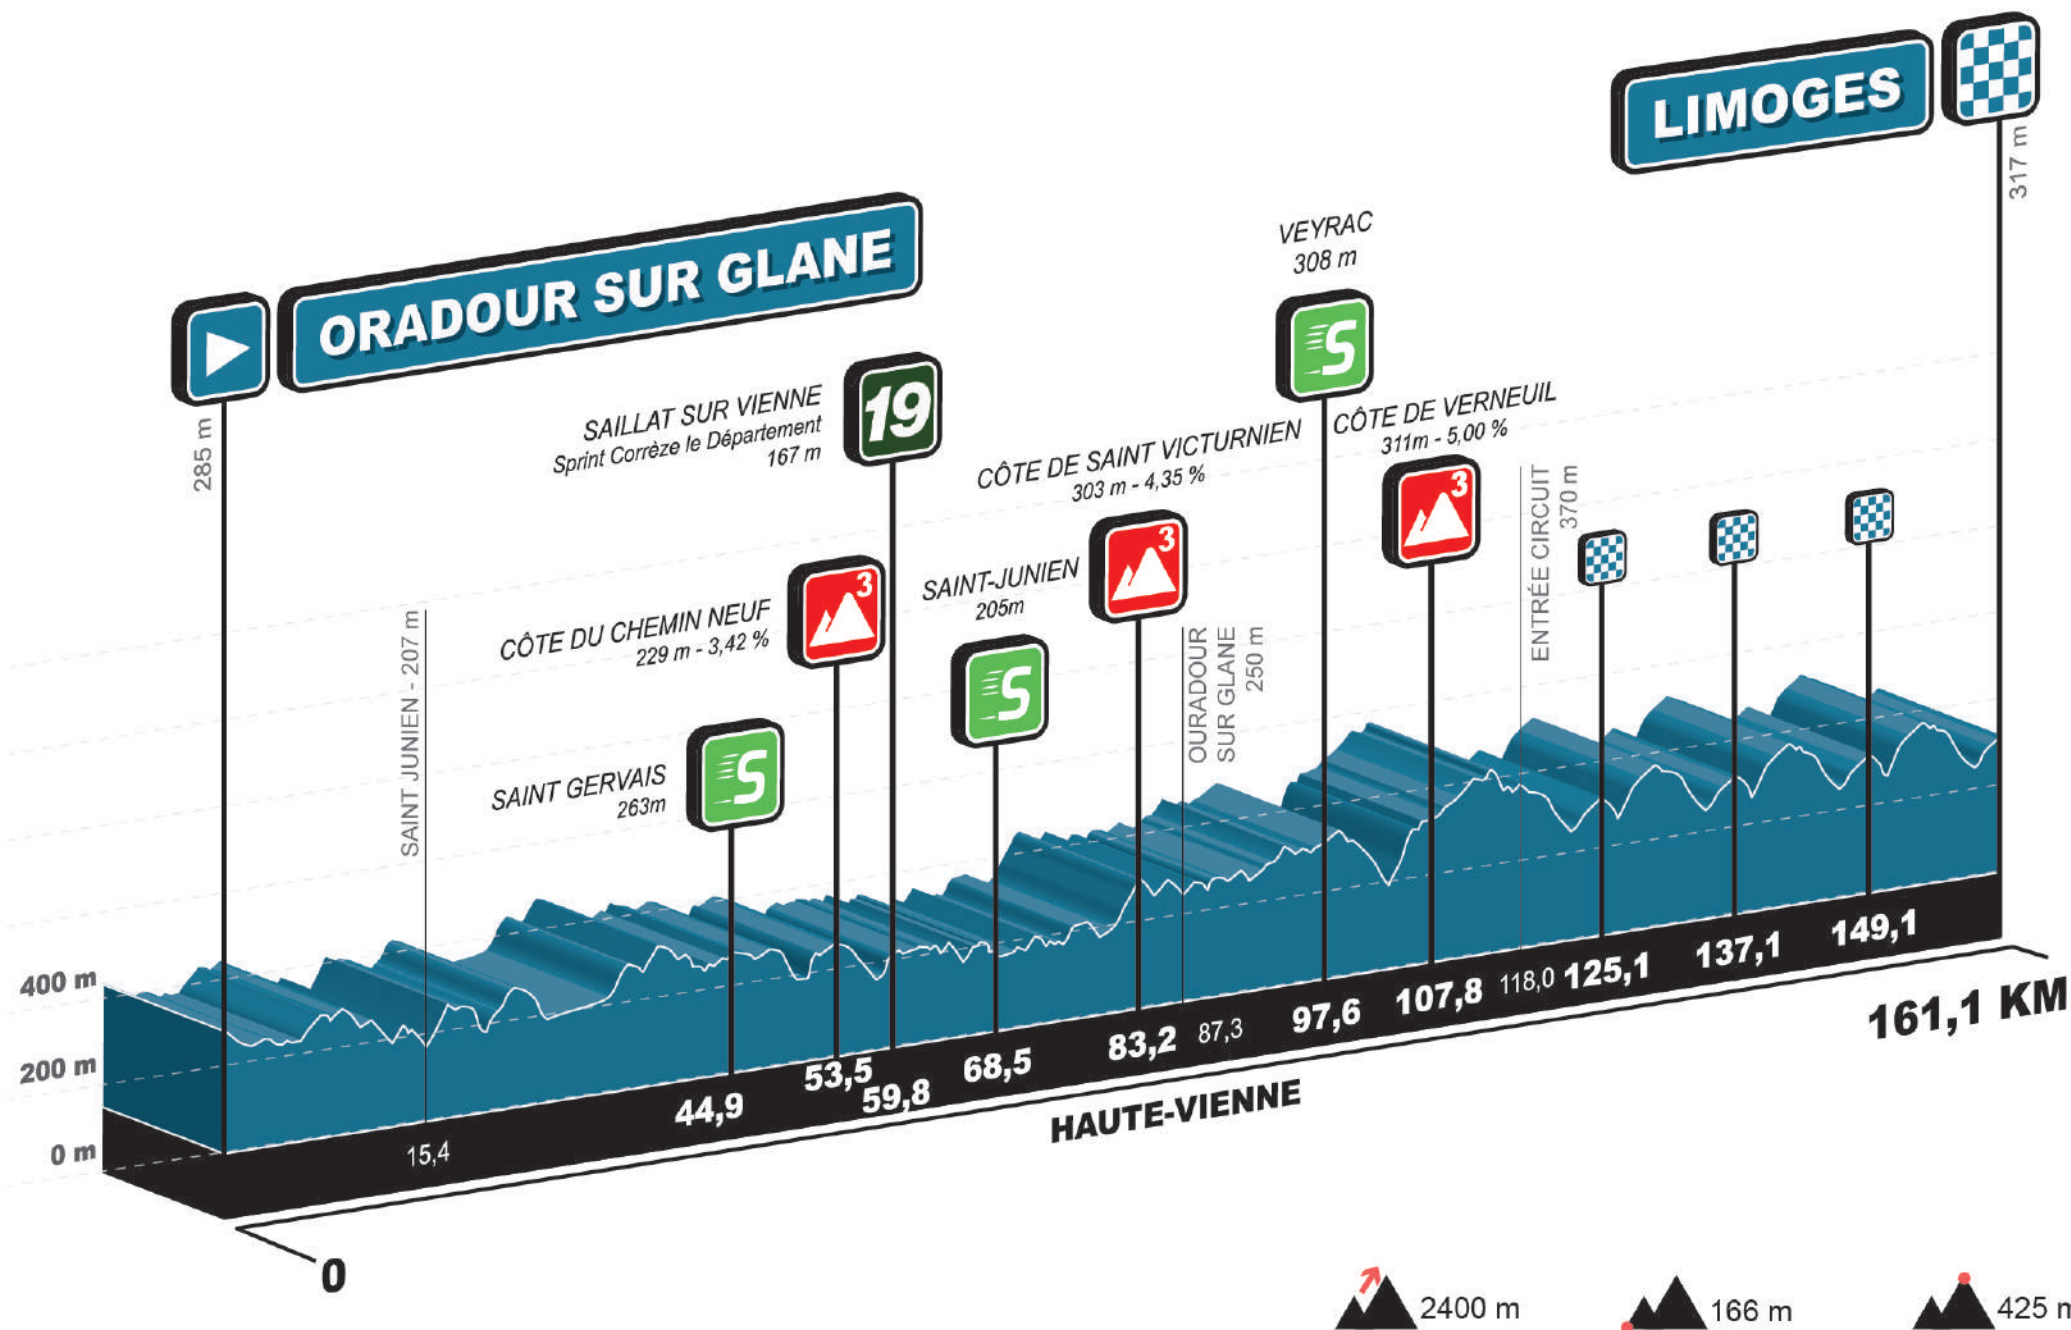 LIMOGES
317 m
ORADOUR SUR GLANE
285 m
VEYRAC
308 m
S
SAILLAT SUR VIENNE
Sprint Corrèze le Département
167 m
19
CÔTE DE VERNEUIL
311m - 5,00 %
3
CÔTE DE SAINT VICTURNIEN
303 m - 4,35 %
3
ENTRÉE CIRCUIT
370 m
CÔTE DU CHEMIN NEUF
229 m - 3,42 %
3
SAINT-JUNIEN
205m
S
SAINT JUNIEN - 207 m
OURADOUR
SUR GLANE
250 m
SAINT GERVAIS
263m
S
400 m
200 m
0 m
0
15,4
44,9
53,5
59,8
68,5
83,2
87,3
97,6
107,8
118,0
125,1
137,1
149,1
161,1 KM
HAUTE-VIENNE
2400 m
166 m
425 m